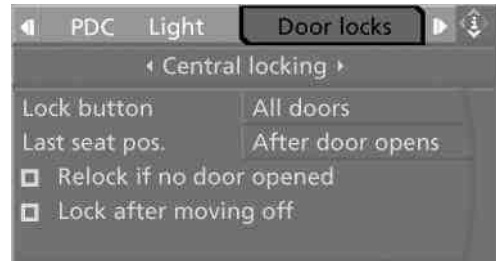 PDC Light Door locks
Central locking
Lock button All doors
Last seat pos. After door opens
Relock if no door opened
Lock after moving off